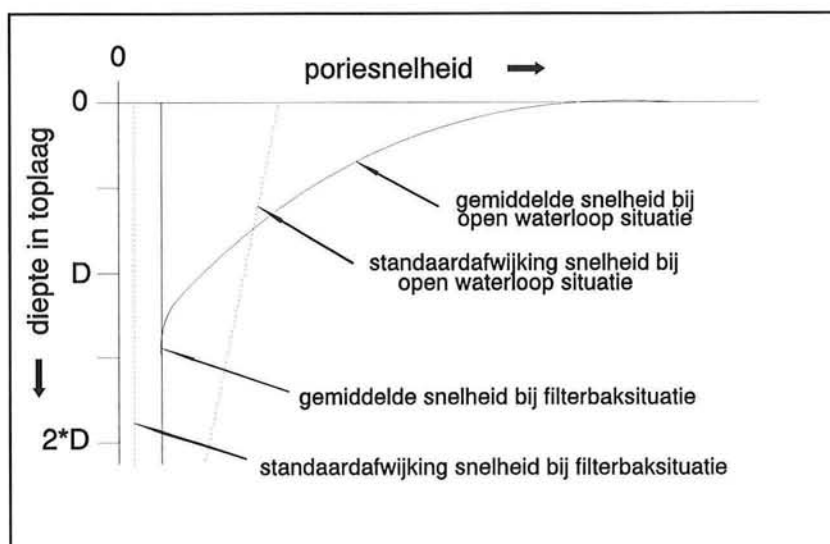 0
poriesnelheid
0
diepte in toplaag
gemiddelde snelheid bij
open waterloop situatie
D
standaardafwijking snelheid bij
open waterloop situatie
gemiddelde snelheid bij filterbaksituatie
2*D
standaardafwijking snelheid bij filterbaksituatie